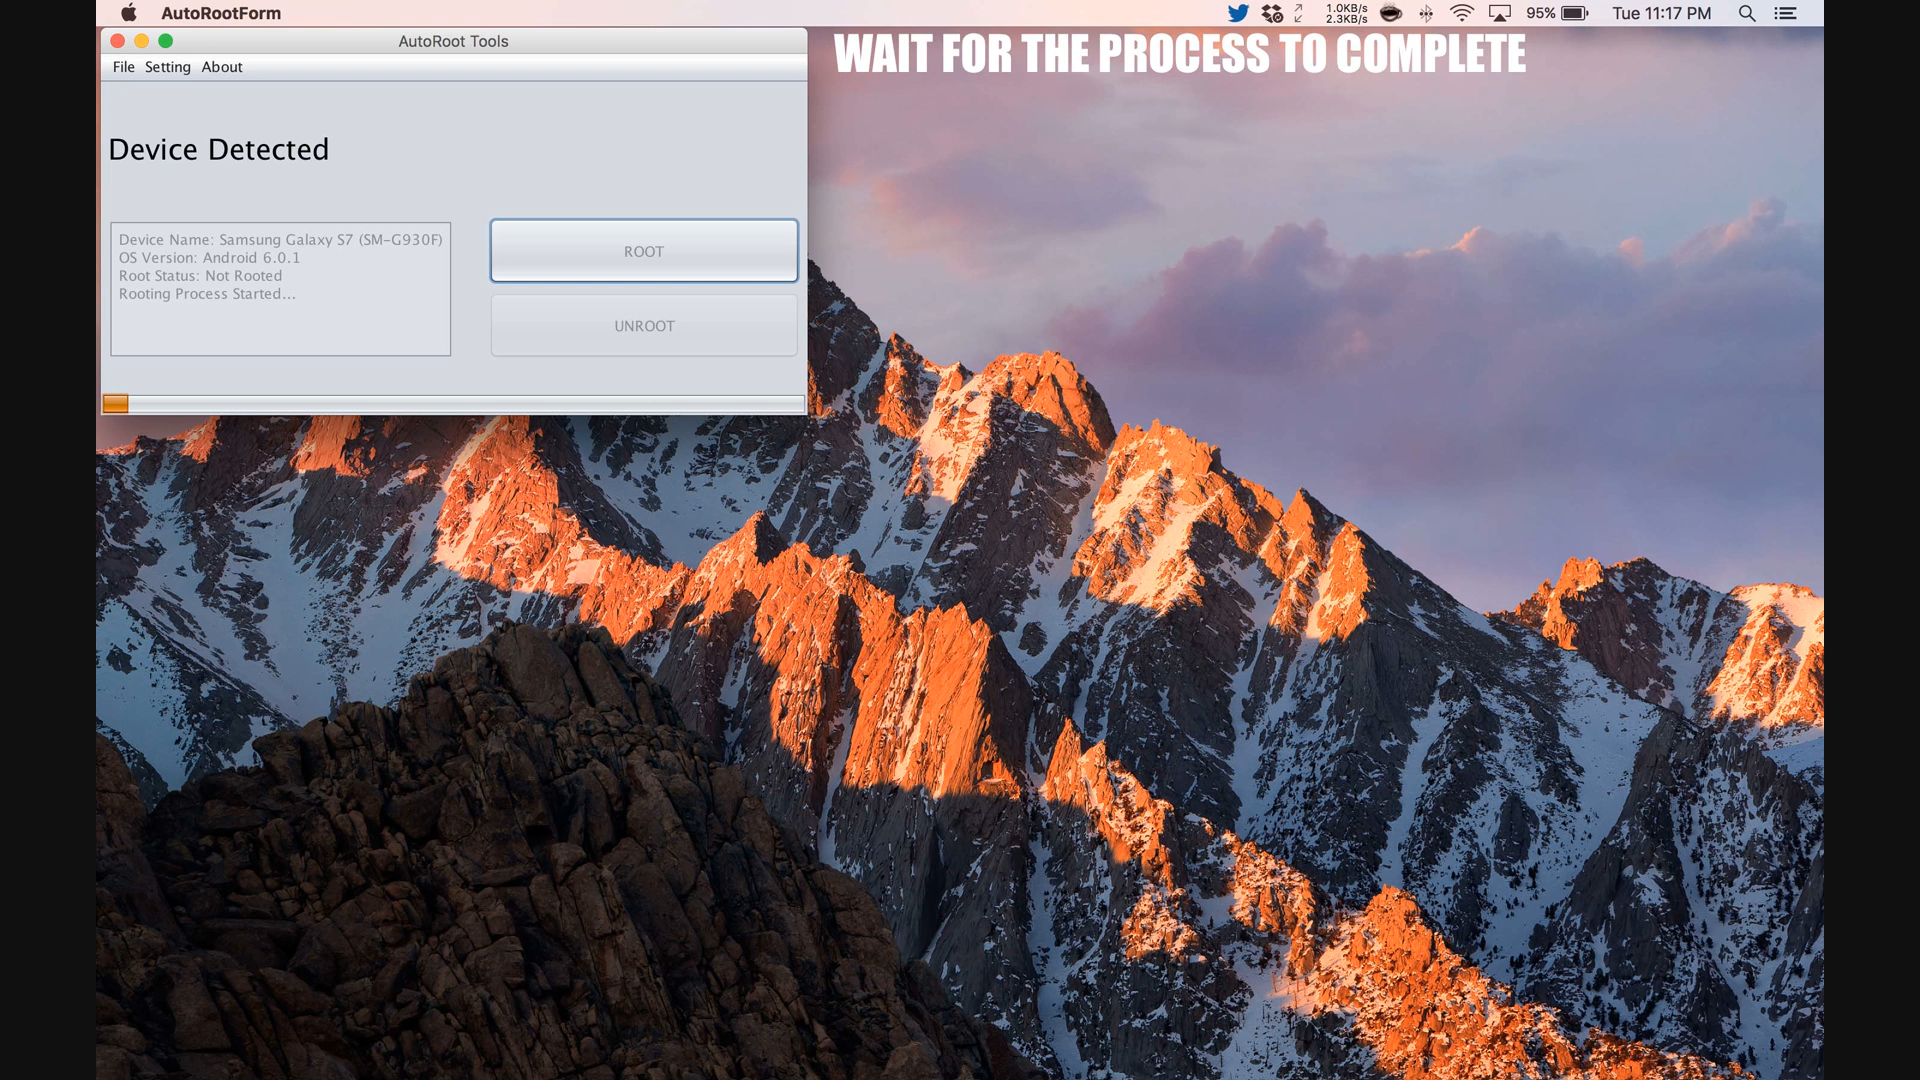 AutoRootForm
1.0KB/s
2.3KB/s
95%
Tue 11:17 PM
AutoRoot Tools
WAIT FOR THE PROCESS TO COMPLETE
File Setting About
Device Detected
Device Name: Samsung Galaxy S7 (SM-G930F)
OS Version: Android 6.0.1
Root Status: Not Rooted
Rooting Process Started...
ROOT
UNROOT